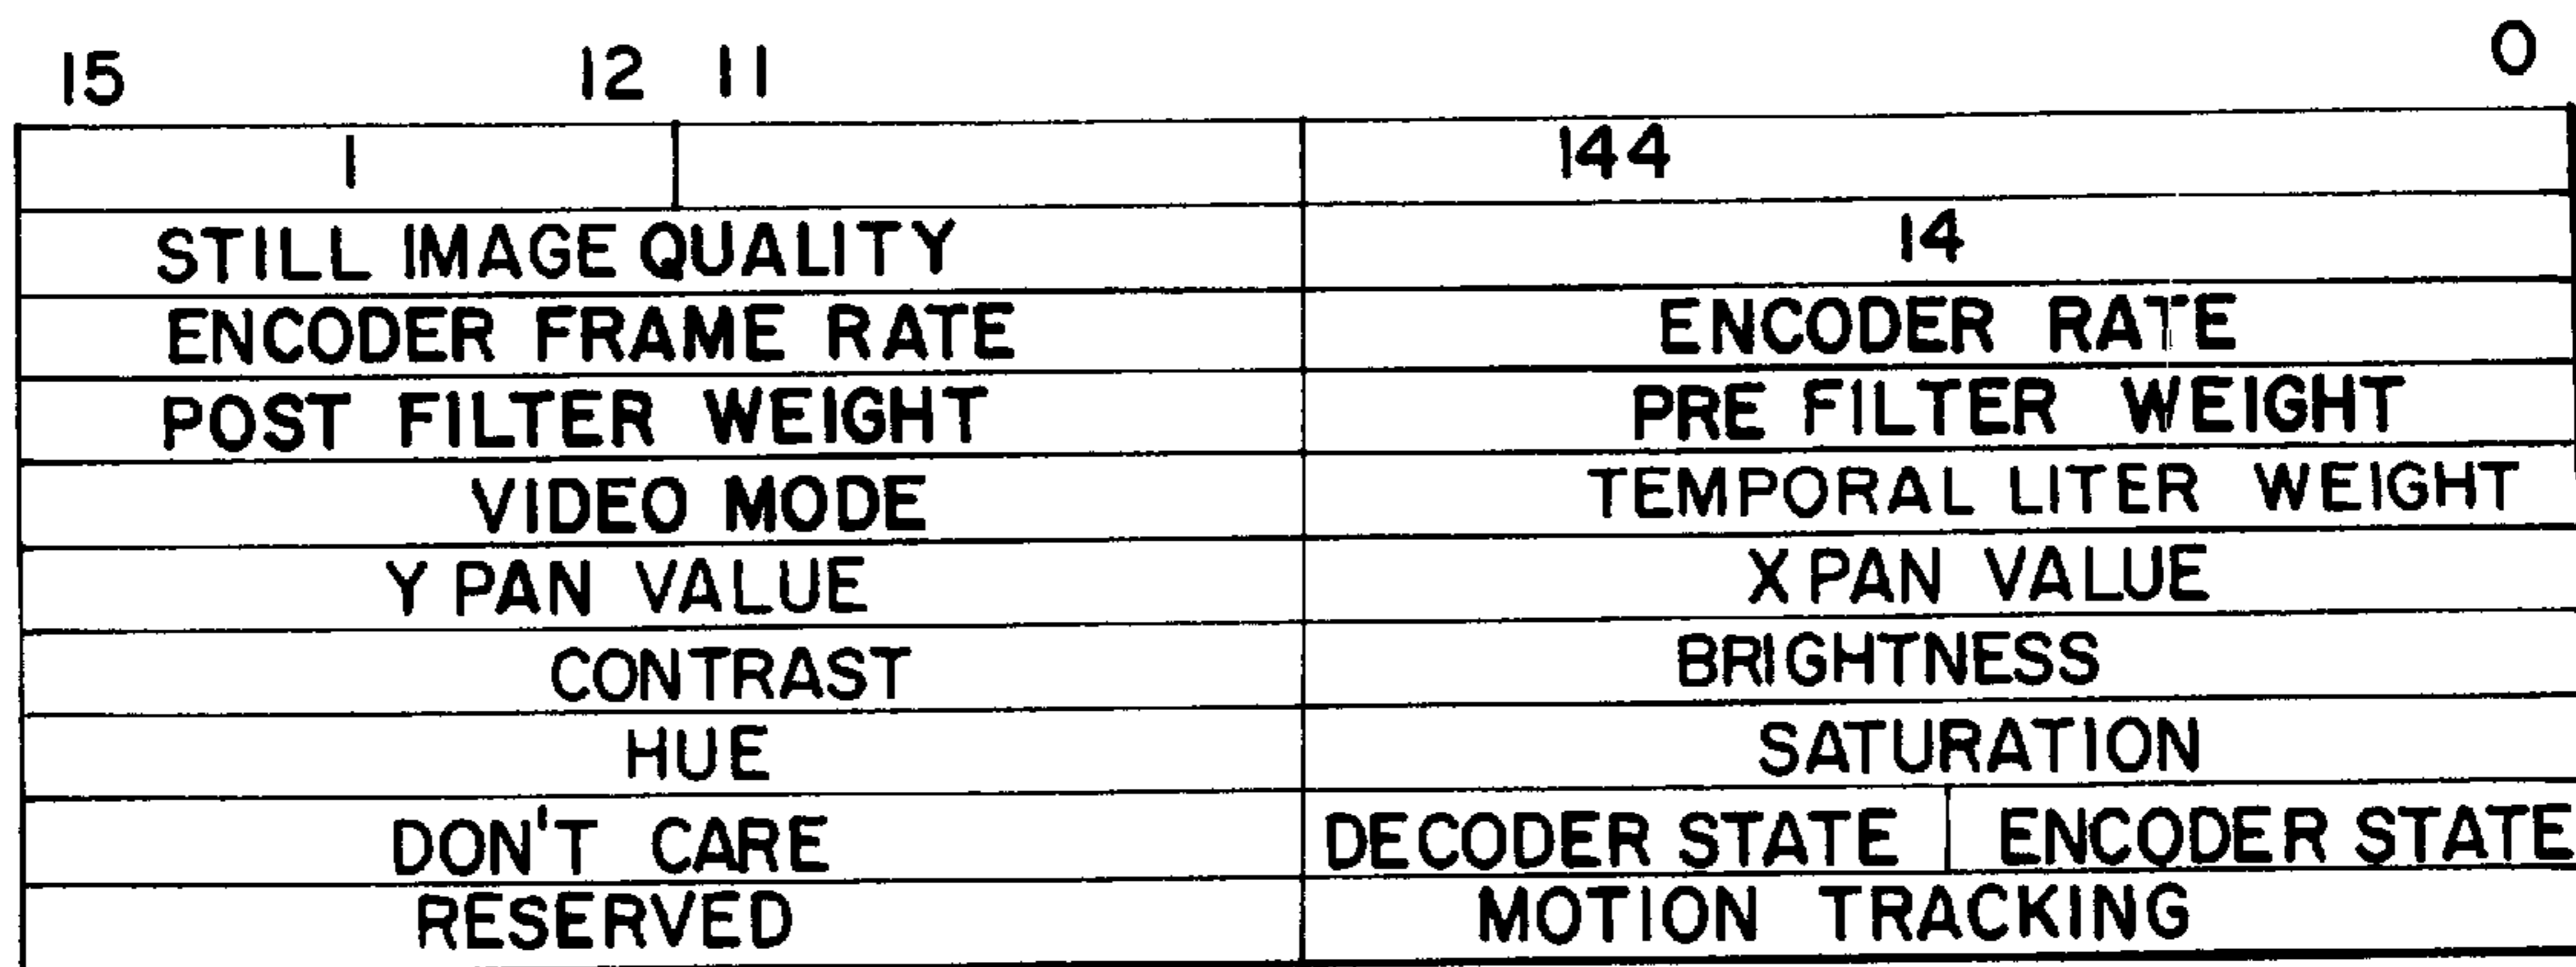 15 12 11 0
1 144
STILL IMAGE QUALITY 14
ENCODER FRAME RATE ENCODER RATE
POST FILTER WEIGHT PRE FILTER WEIGHT
VIDEO MODE TEMPORAL LITER WEIGHT
Y PAN VALUE X PAN VALUE
CONTRAST BRIGHTNESS
HUE SATURATION
DON'T CARE DECODER STATE ENCODER STATE
RESERVED MOTION TRACKING